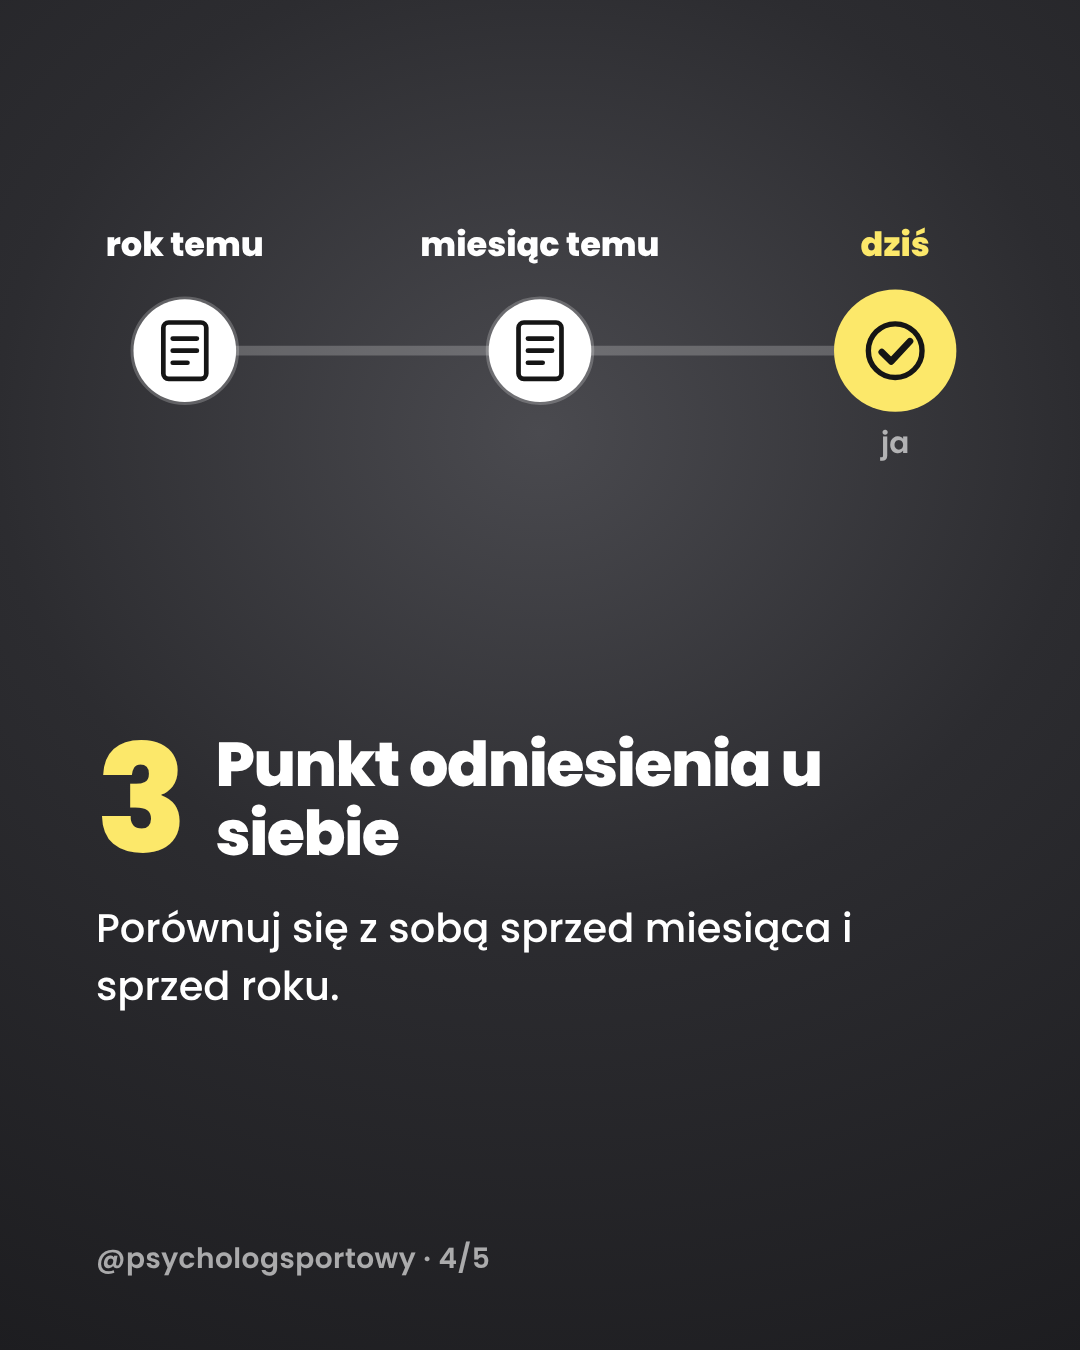 rok temu
miesiąc temu
dziś
ja
3
Punkt odniesienia u
siebie
Porównuj się z sobą sprzed miesiąca i
sprzed roku.
@psychologsportowy · 4/5